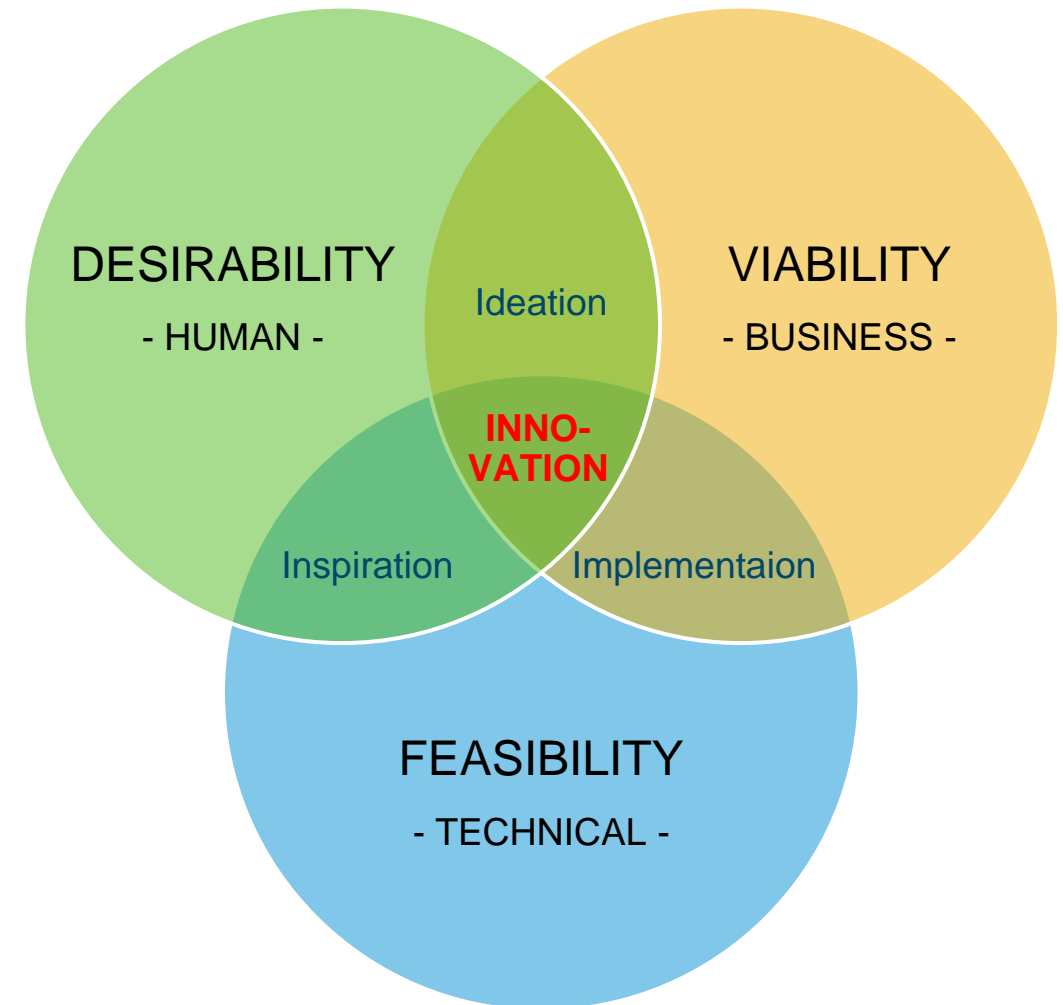 DESIRABILITY
- HUMAN -
Ideation
VIABILITY
- BUSINESS -
INNO-
VATION
Inspiration
Implementaion
FEASIBILITY
- TECHNICAL -